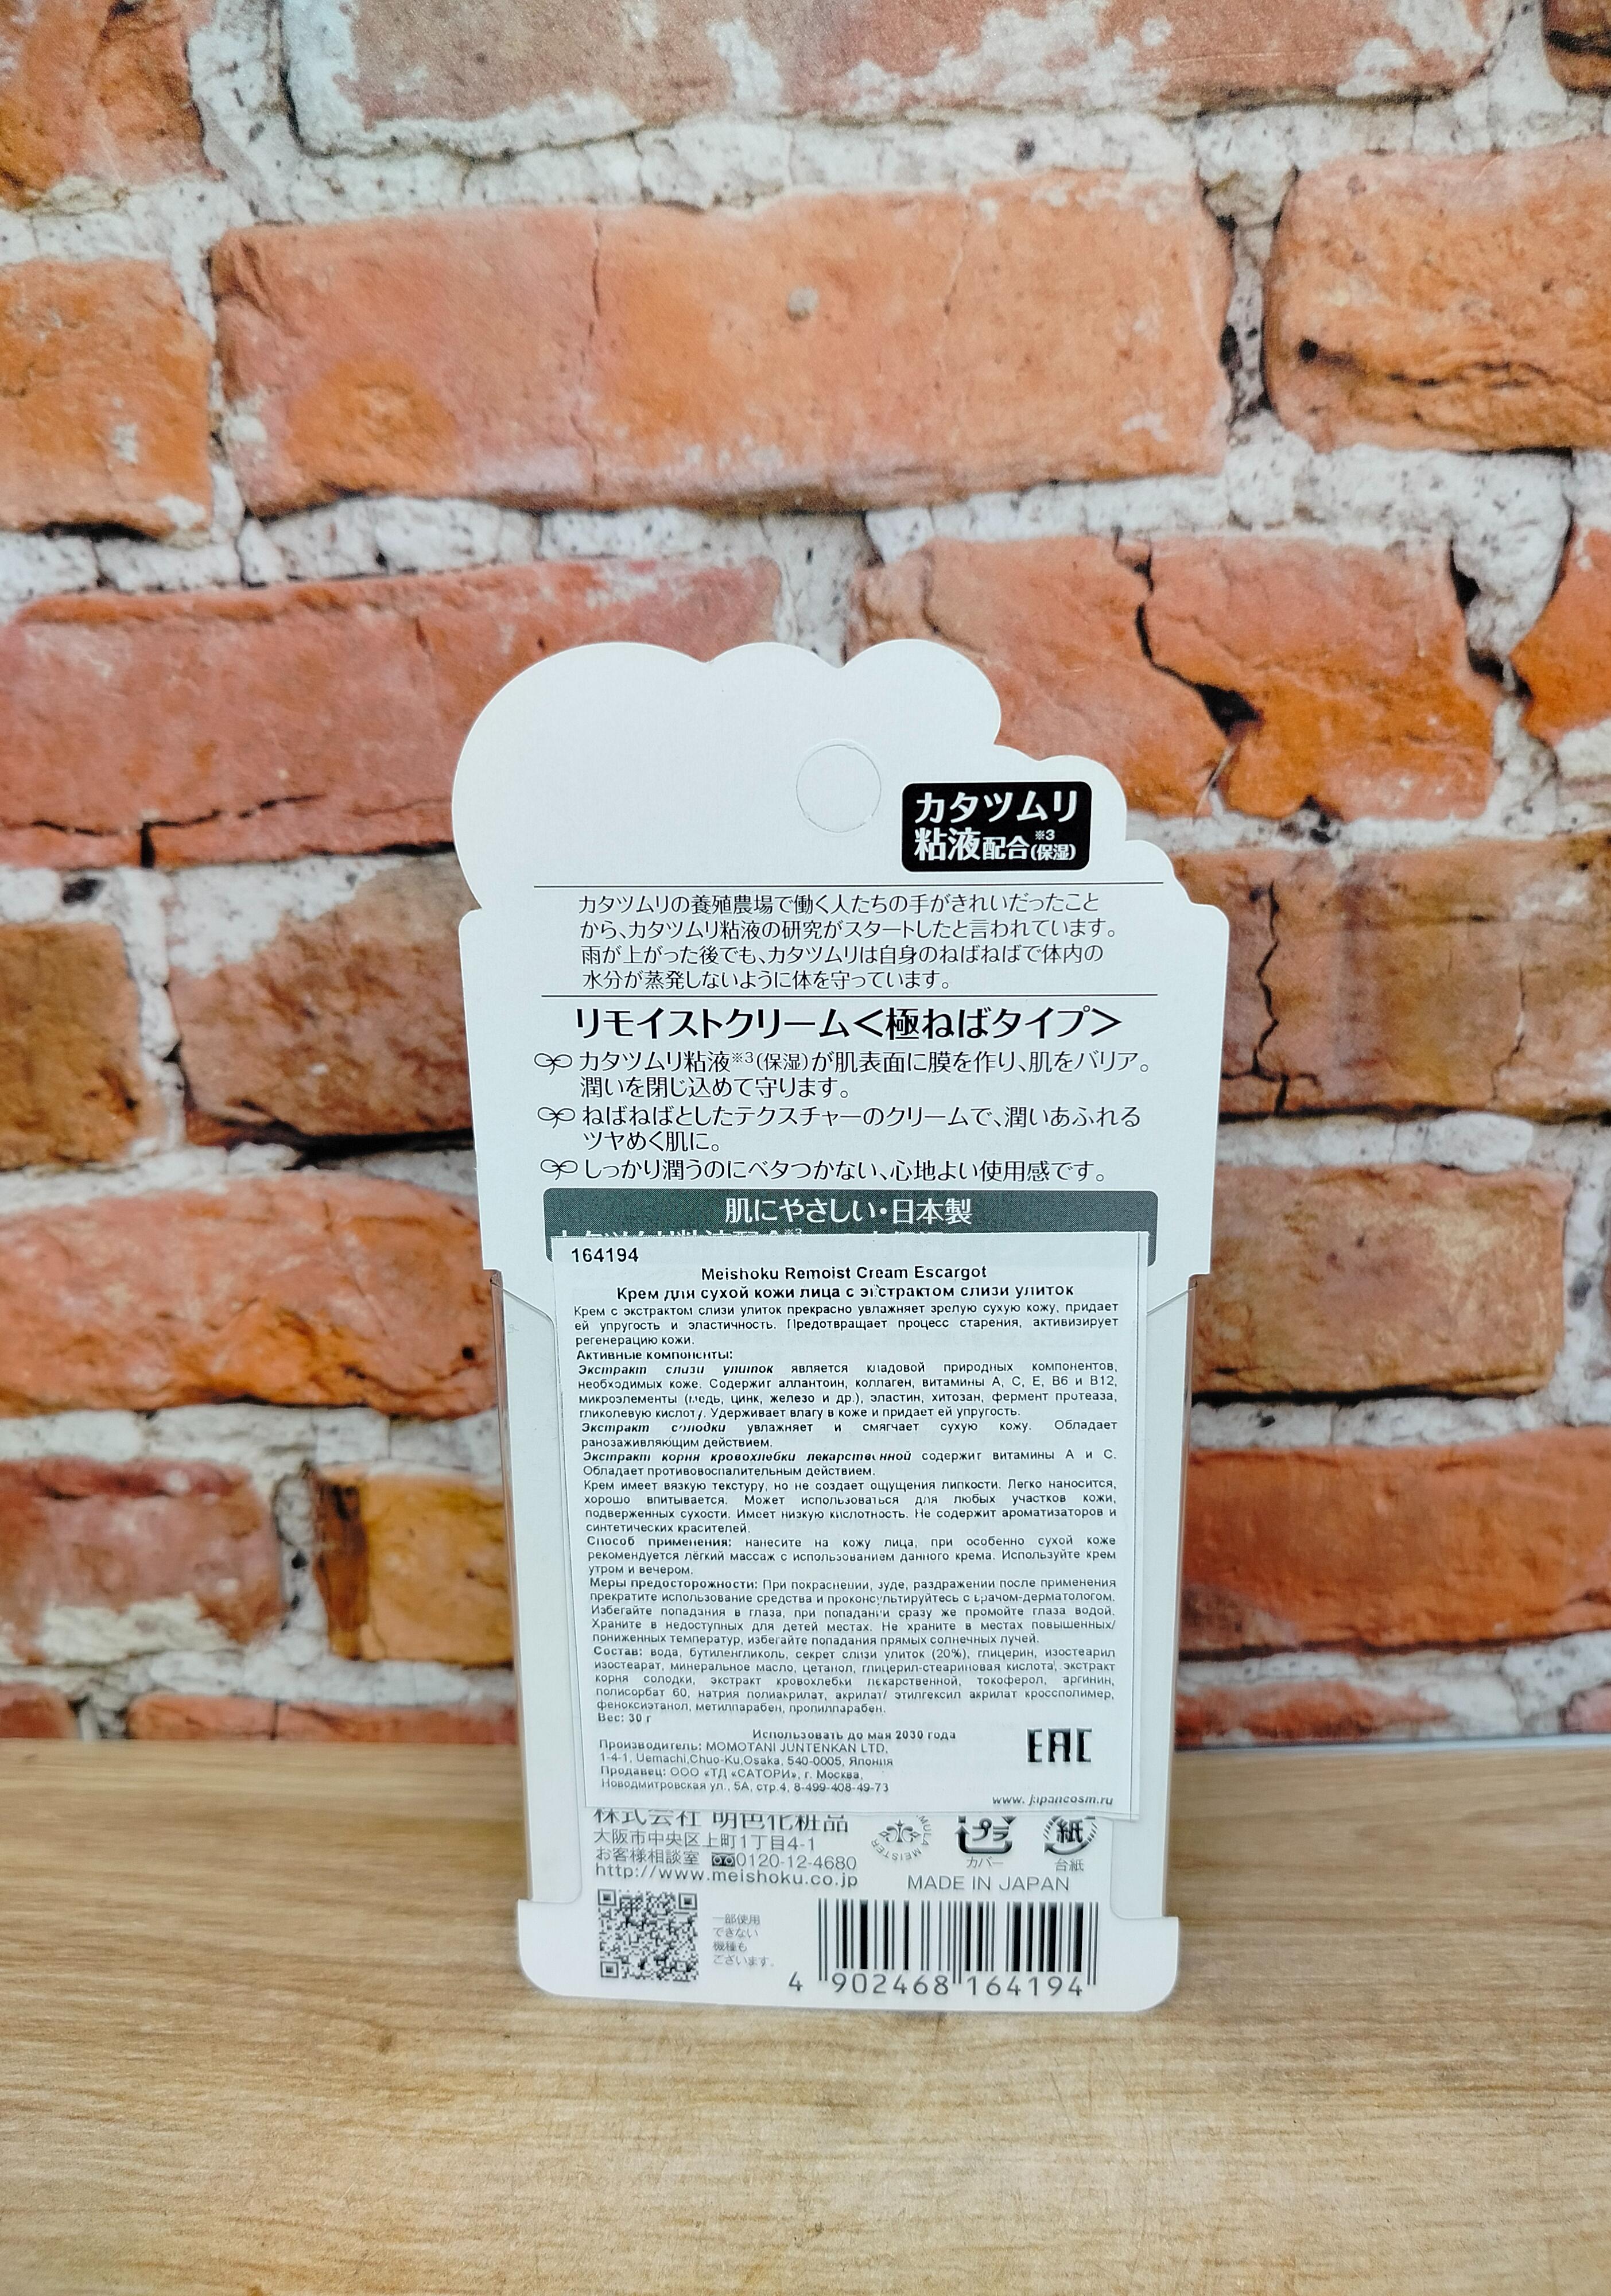 カタツムリ
粘液配合※3(保湿)
カタツムリの養殖農場で働く人たちの手がきれいだったこと
から、カタツムリ粘液の研究がスタートしたと言われています。
雨が上がった後でも、カタツムリは自身のねばねばで体内の
水分が蒸発しないように体を守っています。
リモイストクリーム＜極ねばタイプ＞
カタツムリ粘液※3(保湿)が肌表面に膜を作り、肌をバリア。
潤いを閉じ込めて守ります。
ねばねばとしたテクスチャーのクリームで、潤いあふれる
ツヤめく肌に。
しっかり潤うのにベタつかない、心地よい使用感です。
肌にやさしい・日本製
164194
Meishoku Remoist Cream Escargot
Крем для сухой кожи лица с экстрактом слизи улиток
Крем с экстрактом слизи улиток прекрасно увлажняет зрелую сухую кожу, придает
ей упругость и эластичность. Предотвращает процесс старения, активизирует
регенерацию кожи.
Активные компоненты:
Экстракт слизи улиток является кладовой природных компонентов,
необходимых коже. Содержит аллантоин, коллаген, витамины А, С, Е, В6 и В12,
микроэлементы (медь, цинк, железо и др.), эластин, хитозан, фермент протеаза,
гликолевую кислоту. Удерживает влагу в коже и придает ей упругость.
Экстракт солодки увлажняет и смягчает сухую кожу. Обладает
ранозаживляющим действием.
Экстракт корня кровохлебки лекарственной содержит витамины А и С.
Обладает противовоспалительным действием.
Крем имеет вязкую текстуру, но не создает ощущения липкости. Легко наносится,
хорошо впитывается. Может использоваться для любых участков кожи,
подверженных сухости. Имеет низкую кислотность. Не содержит ароматизаторов и
синтетических красителей.
Способ применения: нанесите на кожу лица, при особенно сухой коже
рекомендуется лёгкий массаж с использованием данного крема. Используйте крем
утром и вечером.
Меры предосторожности: При покраснении, зуде, раздражении после применения
прекратите использование средства и проконсультируйтесь с врачом-дерматологом.
Избегайте попадания в глаза, при попадании сразу же промойте глаза водой.
Храните в недоступных для детей местах. Не храните в местах повышенных/
пониженных температур, избегайте попадания прямых солнечных лучей.
Состав: вода, бутиленгликоль, секрет слизи улиток (20%), глицерин, изостеарил
изостеарат, минеральное масло, цетанол, глицерил-стеариновая кислота, экстракт
корня солодки, экстракт кровохлебки лекарственной, токоферол, аргинин,
полисорбат 60, натрия полиакрилат, акрилат/ этилгексил акрилат кроссполимер,
феноксиэтанол, метилпарабен, пропилпарабен.
Вес: 30 г
Использовать до мая 2030 года
Производитель: MOMOTANI JUNTENKAN LTD,
1-4-1, Uemachi,Chuo-Ku,Osaka, 540-0005, Япония
Продавец: ООО «ТД «САТОРИ», г. Москва,
Новодмитровская ул., 5А, стр.4, 8-499-408-49-73
EAC
www. japancosm.ru
株式会社 明色化粧品
大阪市中央区上町1丁目4-1
お客様相談室 0120-12-4680
http://www.meishoku.co.jp
プラ
カバー
紙
台紙
MADE IN JAPAN
一部使用
できない
機種も
ございます。
4 902468 164194